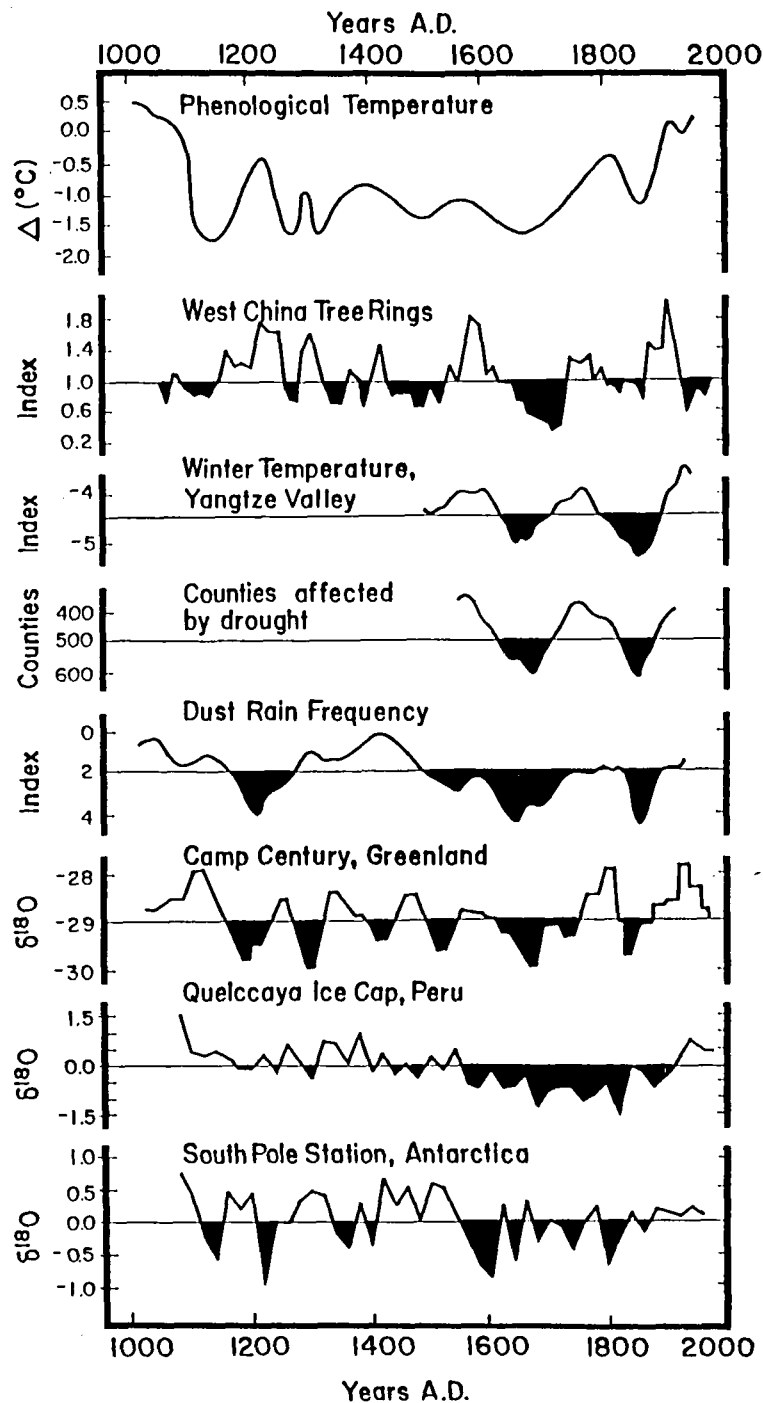 Years A.D.
1000 1200 1400 1600 1800 2000
Phenological Temperature
Δ (°C)
0.5
0.0
-0.5
-1.0
-1.5
-2.0
West China Tree Rings
Index
1.8
1.4
1.0
0.6
0.2
Winter Temperature,
Yangtze Valley
Index
-4
-5
Counties affected
by drought
Counties
400
500
600
Dust Rain Frequency
Index
0
2
4
Camp Century, Greenland
δ18O
-28
-29
-30
Quelccaya Ice Cap, Peru
δ18O
1.5
0.0
-1.5
South Pole Station, Antarctica
δ18O
1.0
0.5
0.0
-0.5
-1.0
1000 1200 1400 1600 1800 2000
Years A.D.